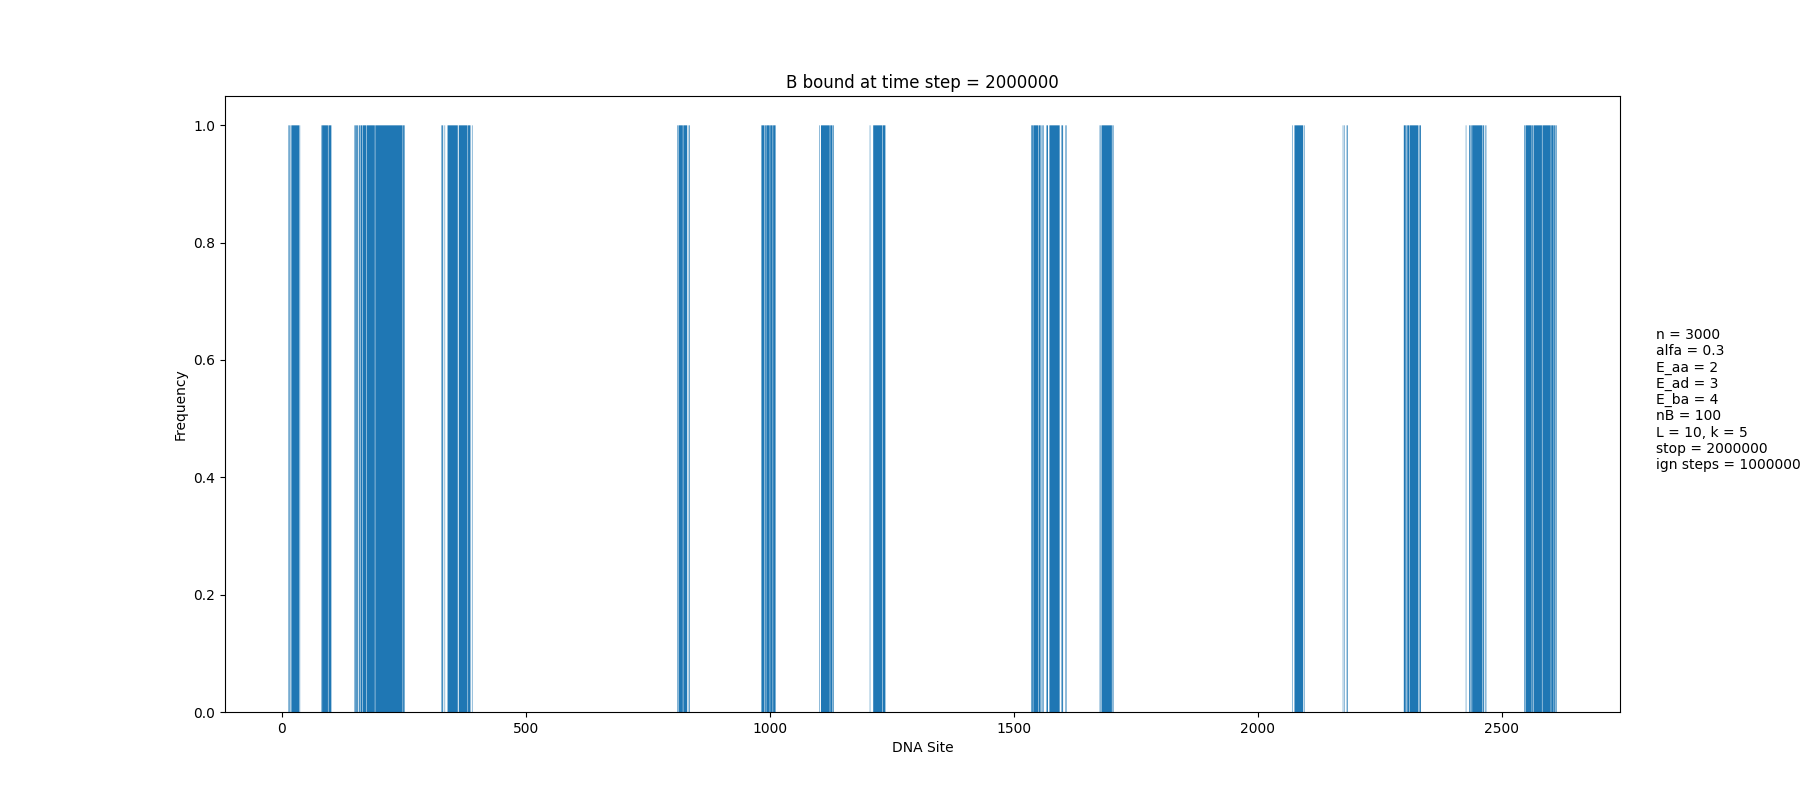 B bound at time step = 2000000
1.0
0.8
0.6
0.4
0.2
0.0
Frequency
0 500 1000 1500 2000 2500
DNA Site
n = 3000
alfa = 0.3
E_aa = 2
E_ad = 3
E_ba = 4
nB = 100
L = 10, k = 5
stop = 2000000
ign steps = 1000000